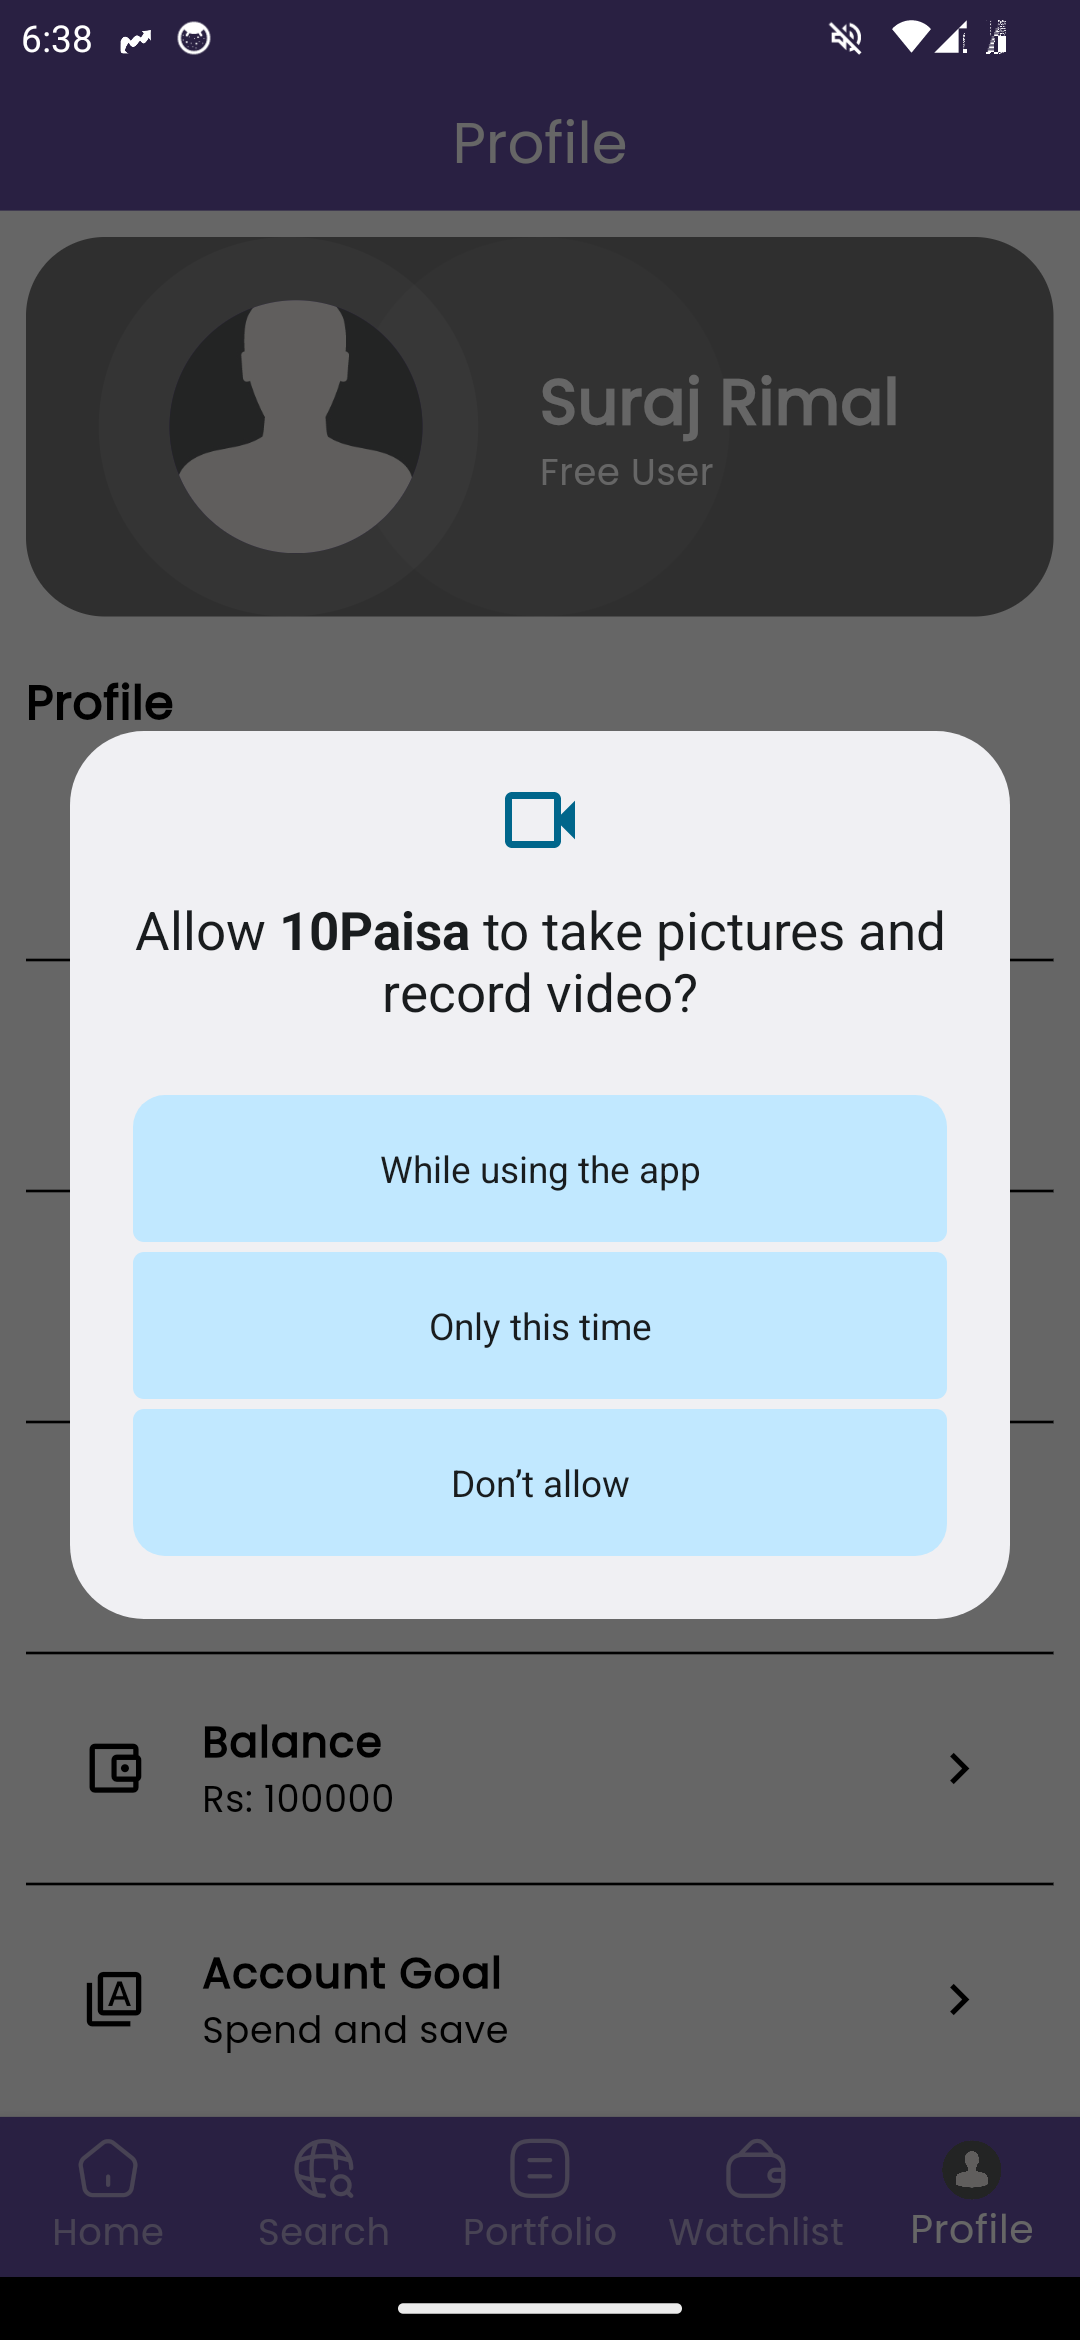 6:38
Profile
Suraj Rimal
Free User
Profile
Allow 10Paisa to take pictures and
record video?
While using the app
Only this time
Don’t allow
Balance
Rs: 100000
Account Goal
Spend and save
Home
Search
Portfolio
Watchlist
Profile